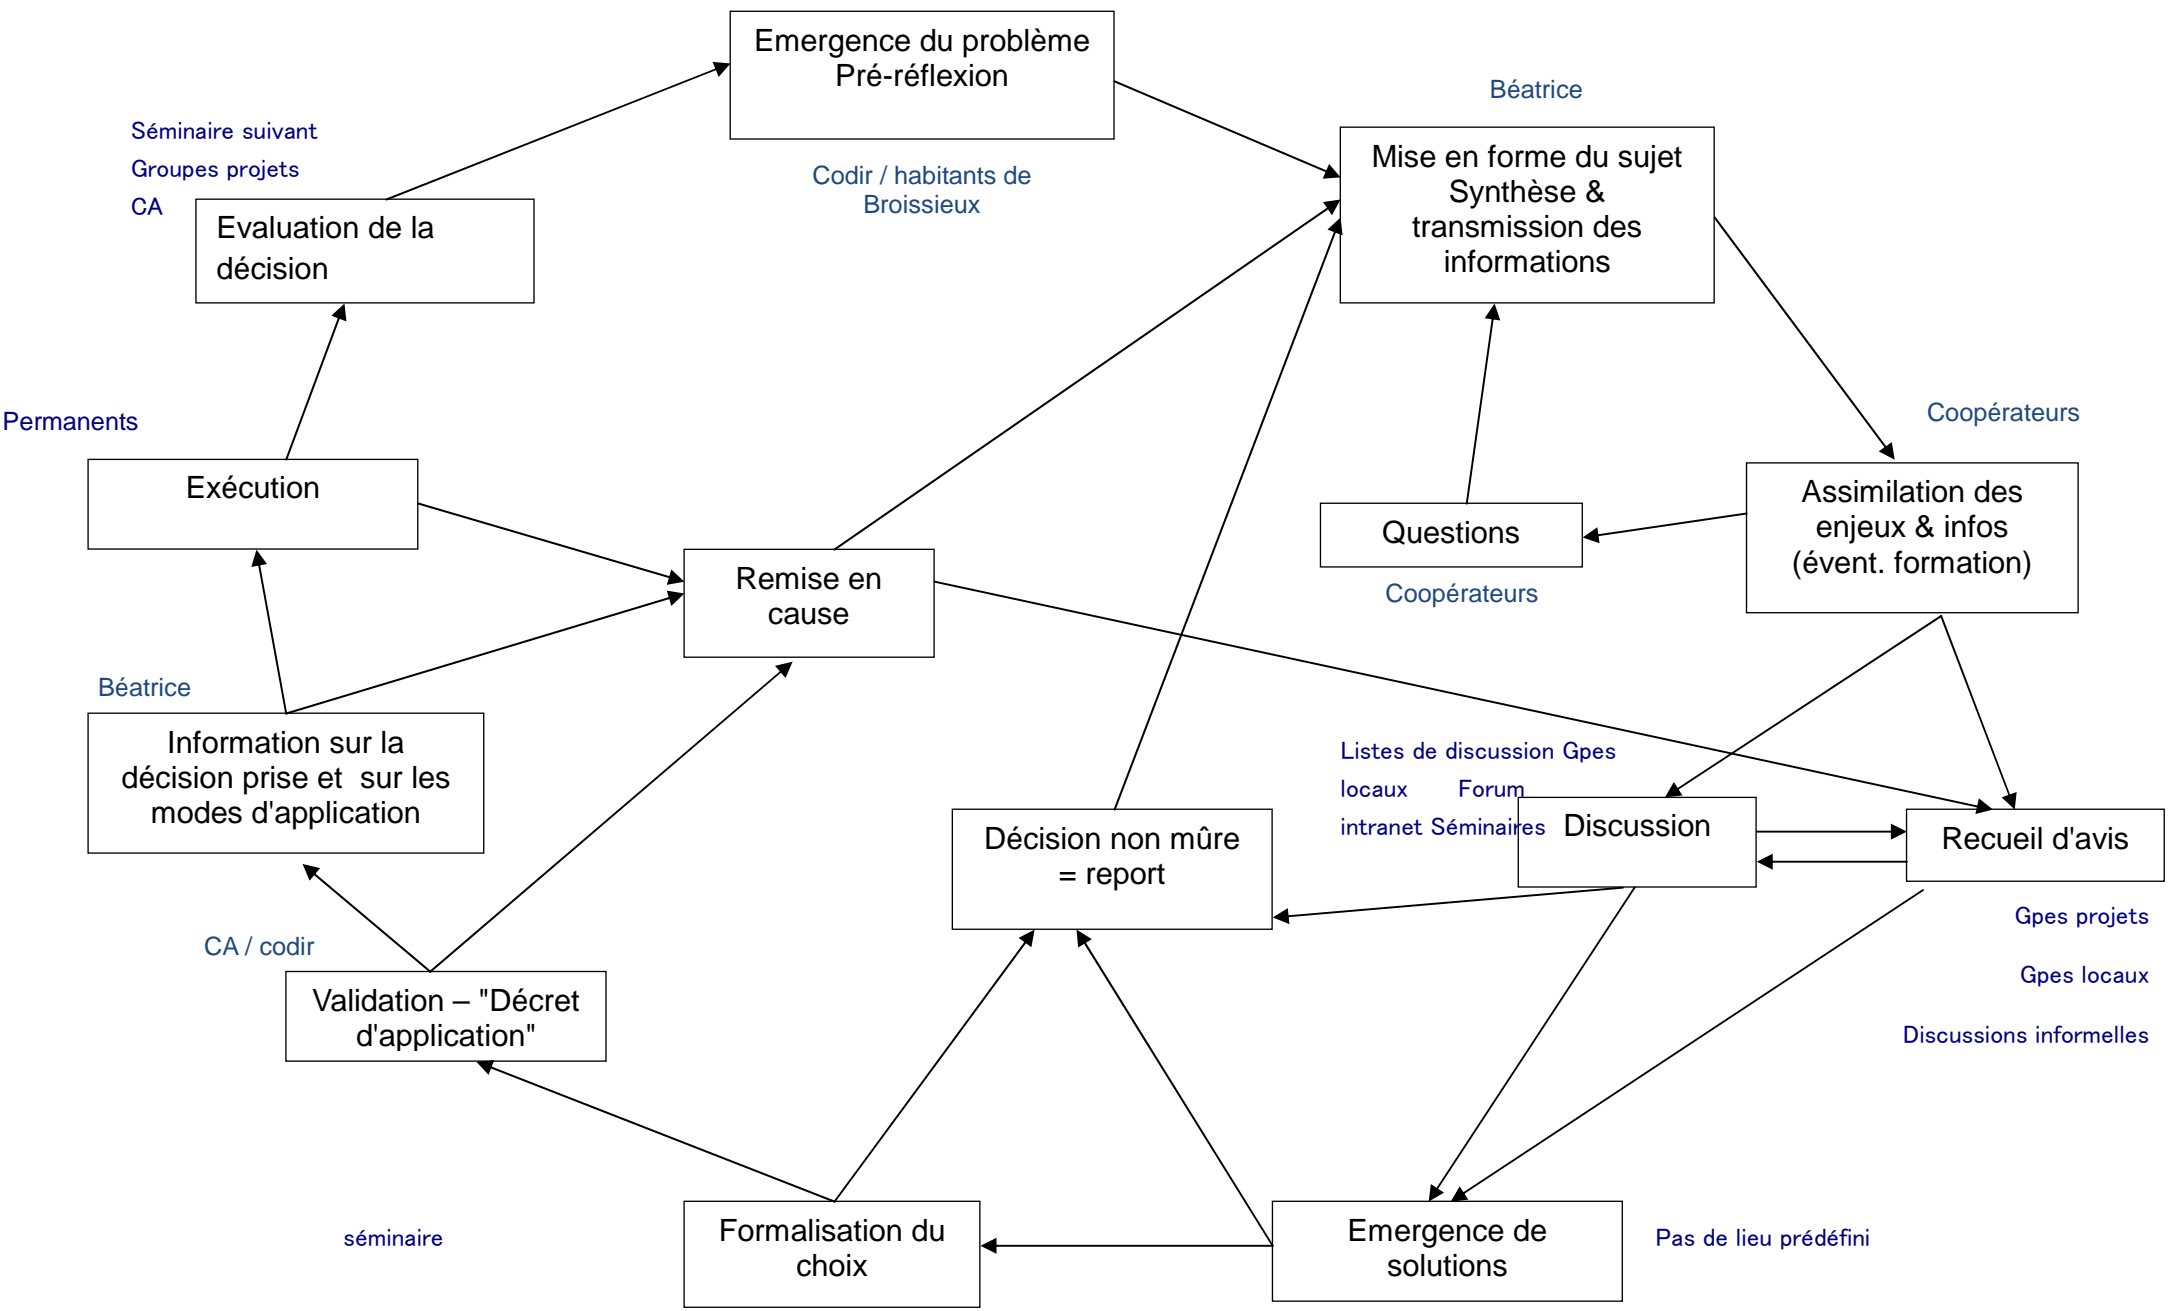 Emergence du problème
Pré-réflexion
Béatrice
Séminaire suivant
Groupes projets
CA
Codir / habitants de
Broissieux
Mise en forme du sujet
Synthèse &
transmission des
informations
Evaluation de la
décision
Permanents
Coopérateurs
Exécution
Assimilation des
enjeux & infos
(évent. formation)
Questions
Coopérateurs
Remise en
cause
Béatrice
Information sur la
décision prise et  sur les
modes d'application
Listes de discussion Gpes
locaux Forum
intranet Séminaires
Discussion
Recueil d'avis
Décision non mûre
= report
Gpes projets
Gpes locaux
Discussions informelles
CA / codir
Validation – "Décret
d'application"
séminaire
Formalisation du
choix
Emergence de
solutions
Pas de lieu prédéfini